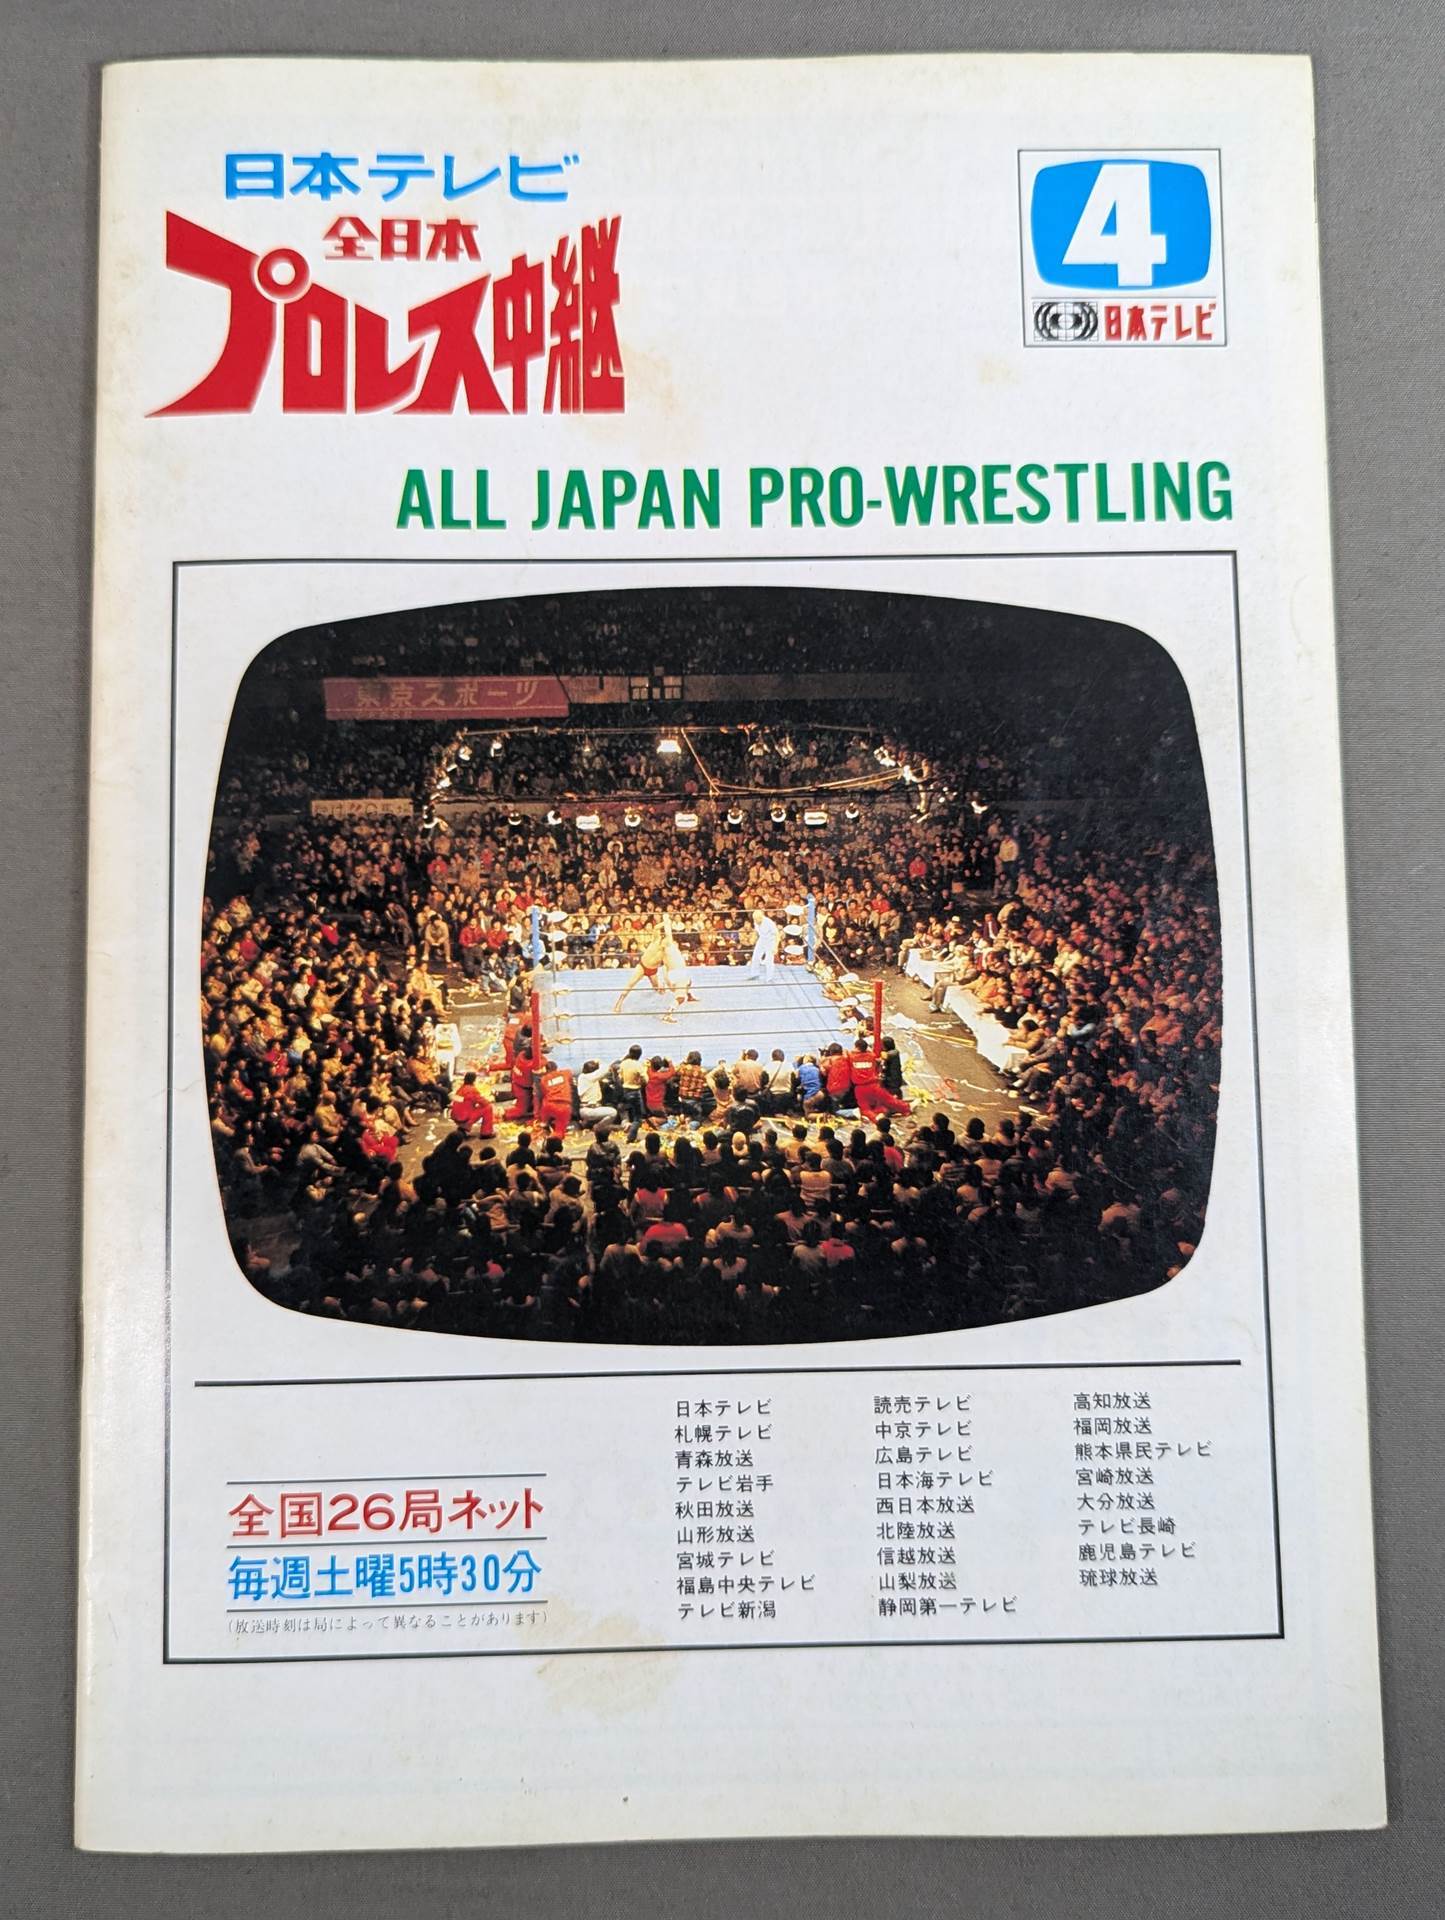 日本テレビ
全日本
プロレス中継
4
日本テレビ
ALL JAPAN PRO-WRESTLING
東京スポーツ
全国26局ネット
毎週土曜5時30分
(放送時刻は局によって異なることがあります)
日本テレビ
札幌テレビ
青森放送
テレビ岩手
秋田放送
山形放送
宮城テレビ
福島中央テレビ
テレビ新潟
読売テレビ
中京テレビ
広島テレビ
日本海テレビ
西日本放送
北陸放送
信越放送
山梨放送
静岡第一テレビ
高知放送
福岡放送
熊本県民テレビ
宮崎放送
大分放送
テレビ長崎
鹿児島テレビ
琉球放送